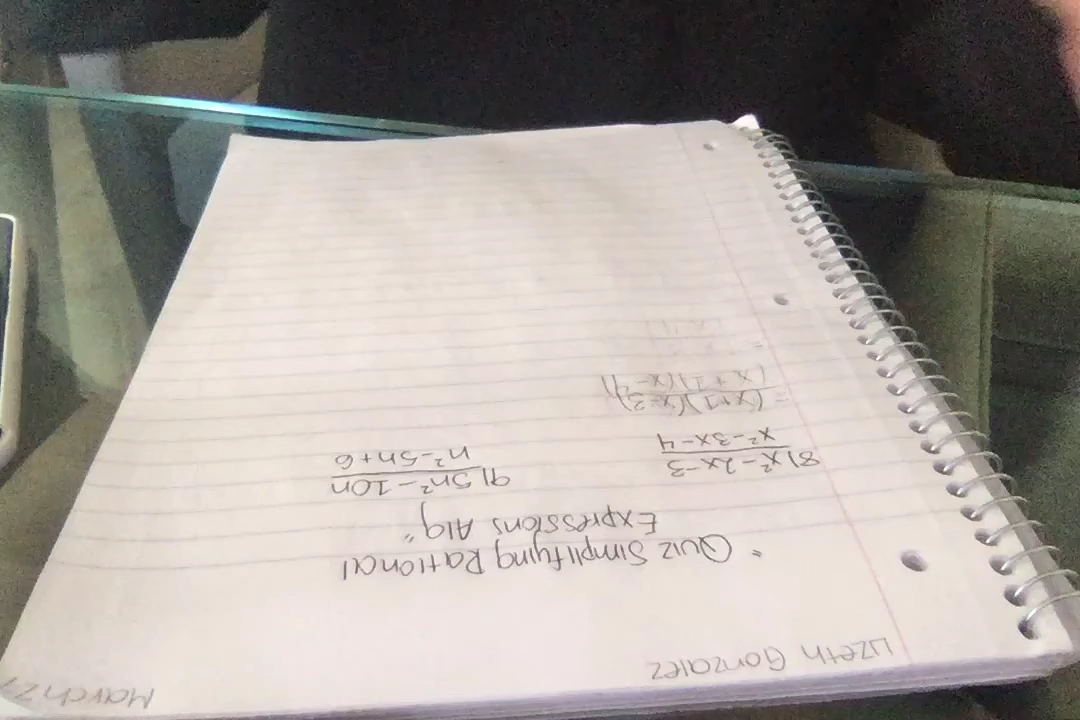 Lizeth Gonzalez
March 27
"Quiz Simplifying Rational
Expressions Alg"
8) x²-2x-3
x²-3x-4
= (x+1)(x-3)
(x+1)(x-4)
9) 5n²-10n
n²-5n+6